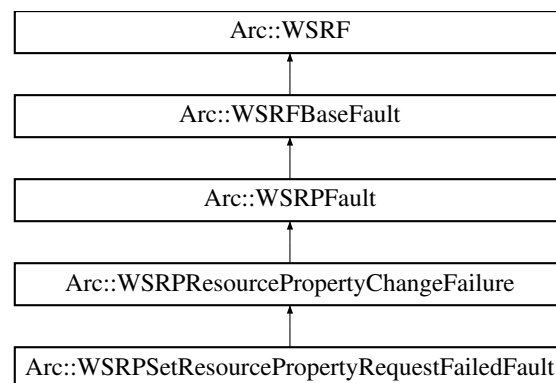 Arc::WSRF
Arc::WSRFBaseFault
Arc::WSRPFault
Arc::WSRPResourcePropertyChangeFailure
Arc::WSRPSetResourcePropertyRequestFailedFault